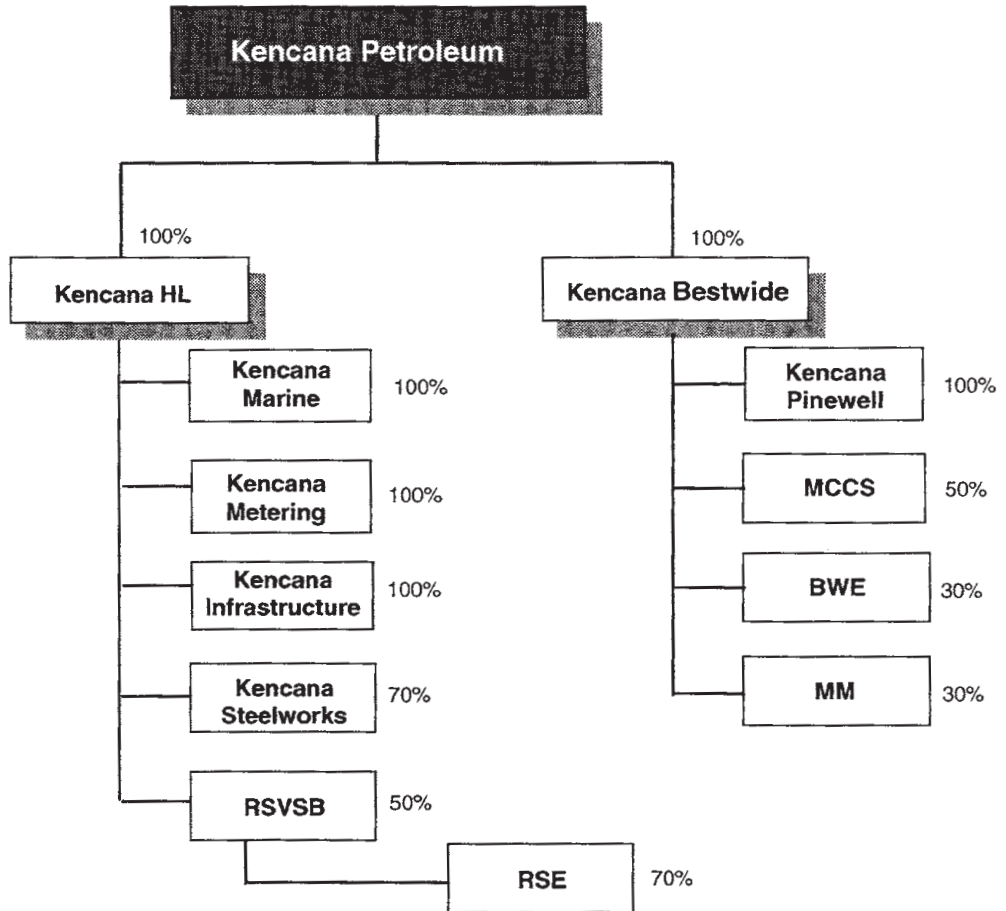 Kencana Petroleum
100%
100%
Kencana HL
Kencana Bestwide
Kencana
Marine
100%
Kencana
Metering
100%
Kencana
Infrastructure
100%
Kencana
Steelworks
70%
RSVSB
50%
RSE
70%
Kencana
Pinewell
100%
MCCS
50%
BWE
30%
MM
30%